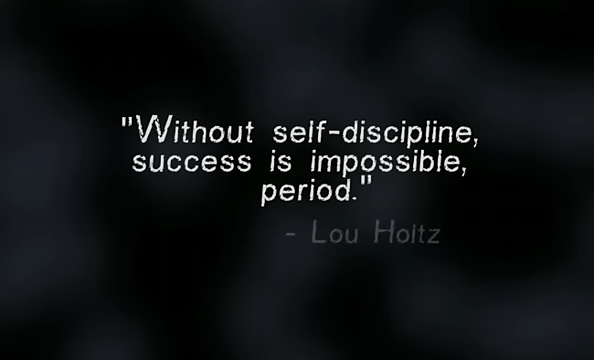 "Without self-discipline,
success is impossible,
period."
- Lou Holtz